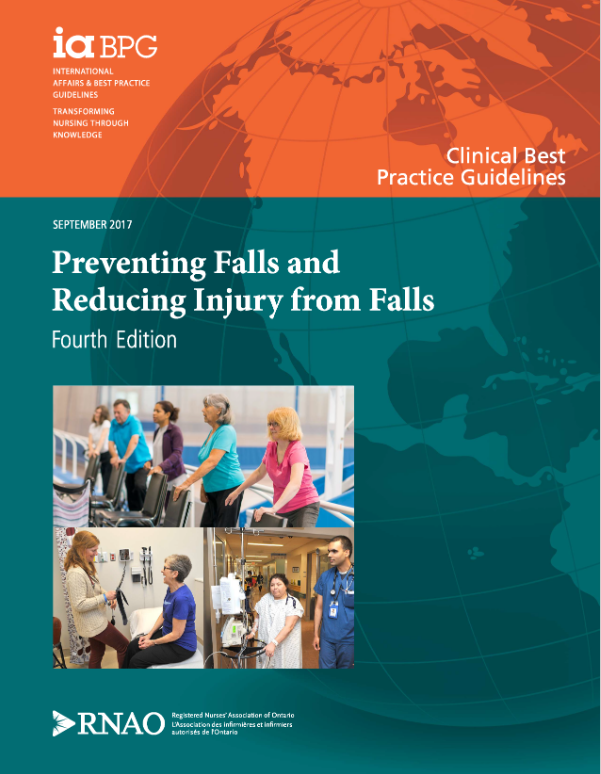 ia BPG
INTERNATIONAL
AFFAIRS & BEST PRACTICE
GUIDELINES
TRANSFORMING
NURSING THROUGH
KNOWLEDGE
Clinical Best
Practice Guidelines
SEPTEMBER 2017
Preventing Falls and
Reducing Injury from Falls
Fourth Edition
RNAO
Registered Nurses' Association of Ontario
L'Association des infirmières et infirmiers
autorisés de l'Ontario